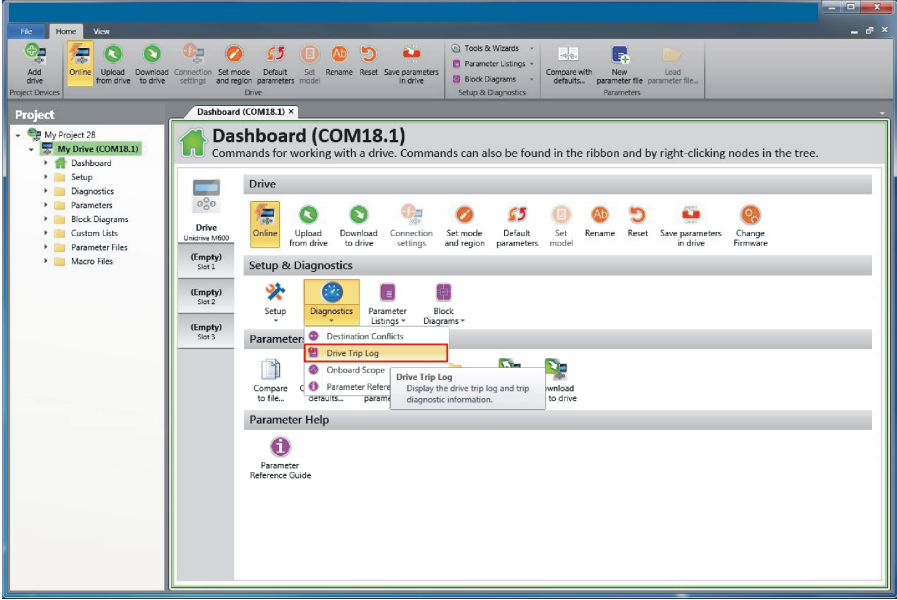 File Home View
Add
drive
Online
Upload
from drive
Download
to drive
Connection
settings
Set mode
and region
Default
parameters
Set
model
Rename
Reset
Save parameters
in drive
Tools & Wizards
Parameter Listings
Block Diagrams
Compare with
defaults...
New
parameter file
Load
parameter file...
Project Devices
Drive
Setup & Diagnostics
Parameters
Project
My Project 28
My Drive (COM18.1)
Dashboard
Setup
Diagnostics
Parameters
Block Diagrams
Custom Lists
Parameter Files
Macro Files
Dashboard (COM18.1) ×
Dashboard (COM18.1)
Commands for working with a drive. Commands can also be found in the ribbon and by right-clicking nodes in the tree.
Drive
Unidrive M600
(Empty)
Slot 1
(Empty)
Slot 2
(Empty)
Slot 3
Drive
Online
Upload
from drive
Download
to drive
Connection
settings
Set mode
and region
Default
parameters
Set
model
Rename
Reset
Save parameters
in drive
Change
Firmware
Setup & Diagnostics
Setup
Diagnostics
Parameter
Listings
Block
Diagrams
Destination Conflicts
Drive Trip Log
Onboard Scope
Parameter Refere
Drive Trip Log
Display the drive trip log and trip
diagnostic information.
Parameter
Compare
to file...
C
defaults...
parame
wnload
to drive
Parameter Help
Parameter
Reference Guide